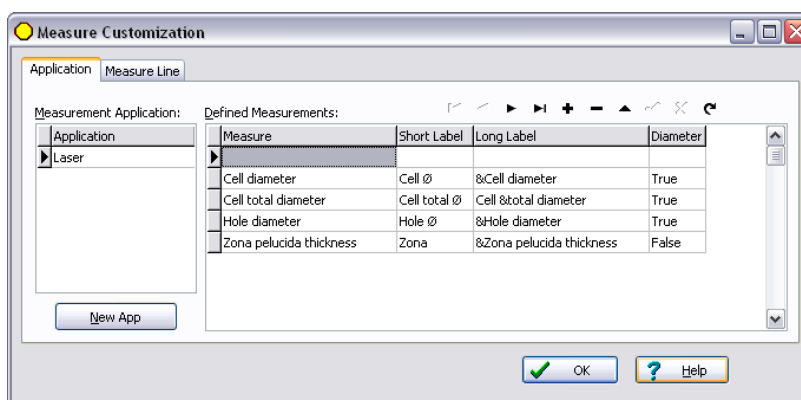 Measure Customization
Application Measure Line
Measurement Application: Defined Measurements:
Application Measure Short Label Long Label Diameter
Laser
Cell diameter Cell Ø &Cell diameter True
Cell total diameter Cell total Ø Cell &total diameter True
Hole diameter Hole Ø &Hole diameter True
Zona pelucida thickness Zona &Zona pelucida thickness False
New App
OK Help